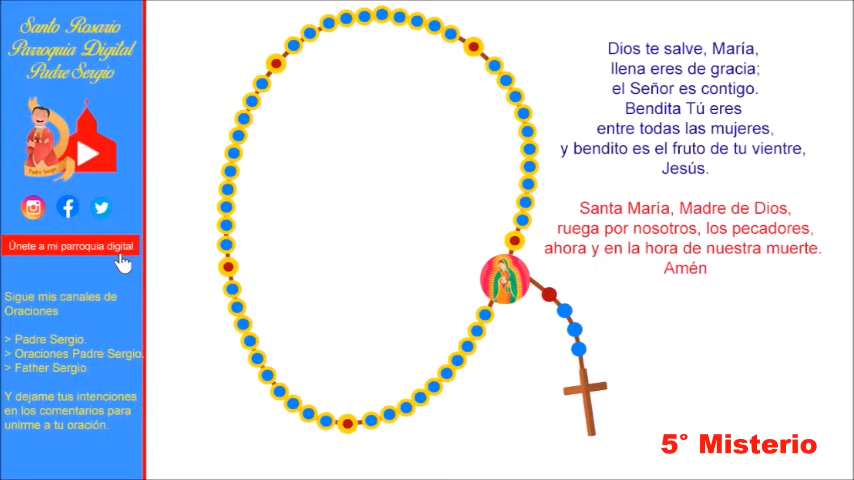 Santo Rosario
Parroquia Digital
Padre Sergio
Padre Sergio
Únete a mi parroquia digital
Sigue mis canales de
Oraciones
> Padre Sergio.
> Oraciones Padre Sergio.
> Father Sergio.
Y dejame tus intenciones
en los comentarios para
unirme a tu oración.
Dios te salve, María,
llena eres de gracia;
el Señor es contigo.
Bendita Tú eres
entre todas las mujeres,
y bendito es el fruto de tu vientre,
Jesús.
Santa María, Madre de Dios,
ruega por nosotros, los pecadores,
ahora y en la hora de nuestra muerte.
Amén
5° Misterio